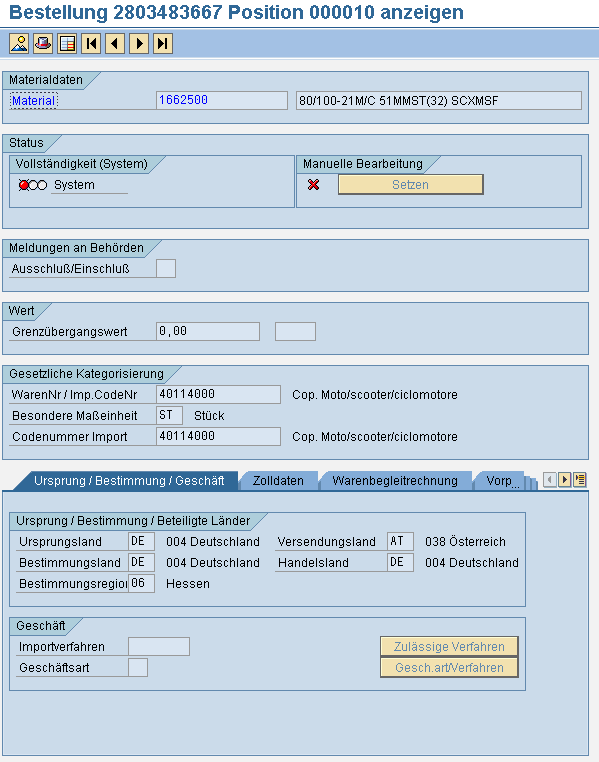 Bestellung 2803483667 Position 000010 anzeigen
Materialdaten
Material 1662500 80/100-21M/C 51MMST(32) SCXMSF
Status
Vollständigkeit (System) Manuelle Bearbeitung
System Setzen
Meldungen an Behörden
Ausschluß/Einschluß
Wert
Grenzübergangswert 0,00
Gesetzliche Kategorisierung
WarenNr / Imp.CodeNr 40114000 Cop. Moto/scooter/ciclomotore
Besondere Maßeinheit ST Stück
Codenummer Import 40114000 Cop. Moto/scooter/ciclomotore
Ursprung / Bestimmung / Geschäft Zolldaten Warenbegleitrechnung Vorp...
Ursprung / Bestimmung / Beteiligte Länder
Ursprungsland DE 004 Deutschland Versendungsland AT 038 Österreich
Bestimmungsland DE 004 Deutschland Handelsland DE 004 Deutschland
Bestimmungsregion 06 Hessen
Geschäft
Importverfahren Zulässige Verfahren
Geschäftsart Gesch.art/Verfahren